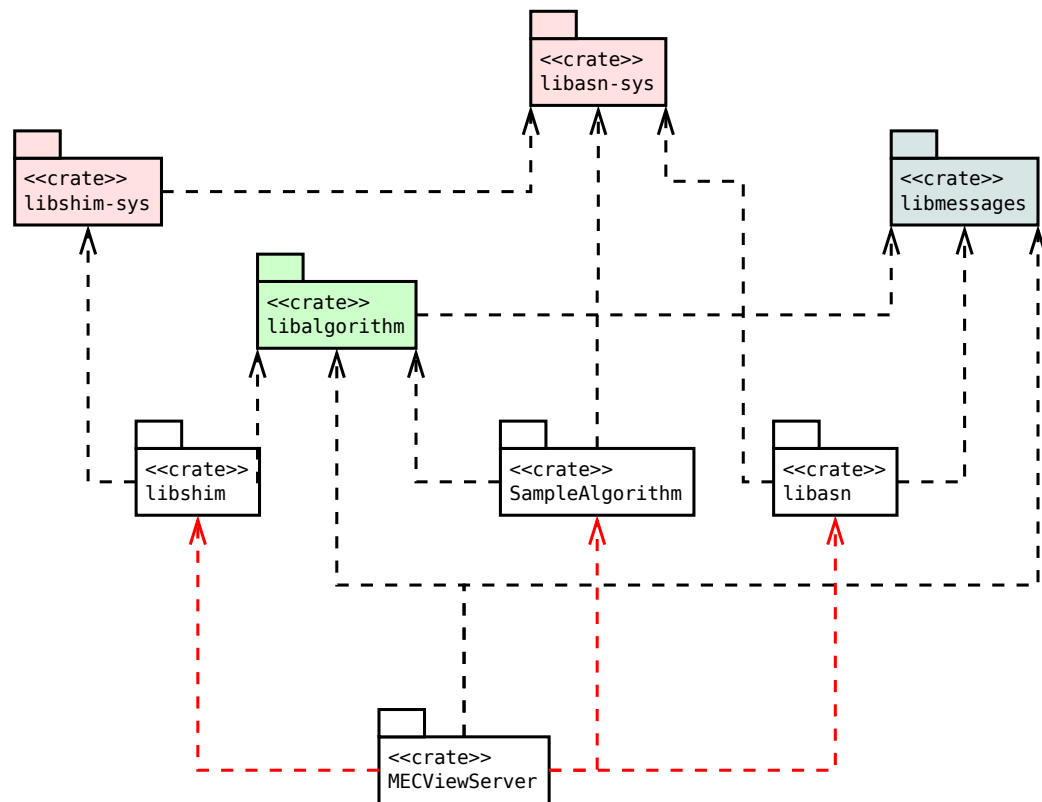 <<crate>>
libasn-sys
<<crate>>
libshim-sys
<<crate>>
libmessages
<<crate>>
libalgorithm
<<crate>>
libshim
<<crate>>
SampleAlgorithm
<<crate>>
libasn
<<crate>>
MECViewServer